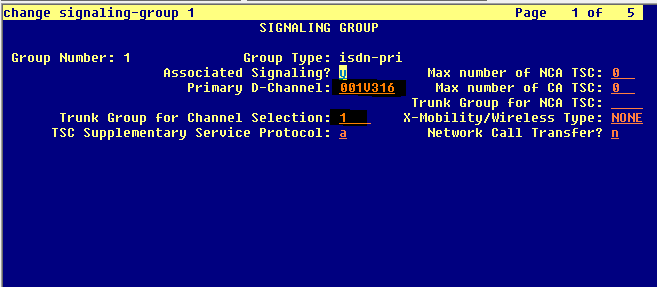 change signaling-group 1 Page 1 of 5
SIGNALING GROUP
Group Number: 1 Group Type: isdn-pri
Associated Signaling? y Max number of NCA TSC: 0
Primary D-Channel: 001V316 Max number of CA TSC: 0
Trunk Group for NCA TSC:
Trunk Group for Channel Selection: 1 X-Mobility/Wireless Type: NONE
TSC Supplementary Service Protocol: a Network Call Transfer? n